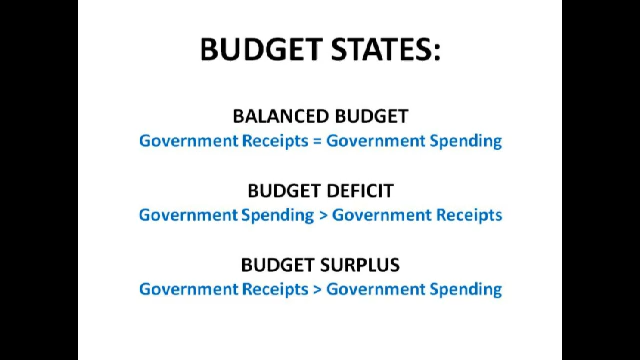 BUDGET STATES:
BALANCED BUDGET
Government Receipts = Government Spending
BUDGET DEFICIT
Government Spending > Government Receipts
BUDGET SURPLUS
Government Receipts > Government Spending